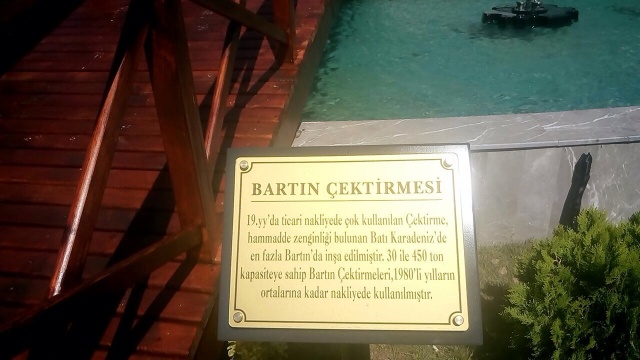 BARTIN ÇEKTİRMESİ
19.yy'da ticari nakliyede çok kullanılan Çektirme,
hammadde zenginliği bulunan Batı Karadeniz'de
en fazla Bartın'da inşa edilmiştir. 30 ile 450 ton
kapasiteye sahip Bartın Çektirmeleri,1980'li yılların
ortalarına kadar nakliyede kullanılmıştır.